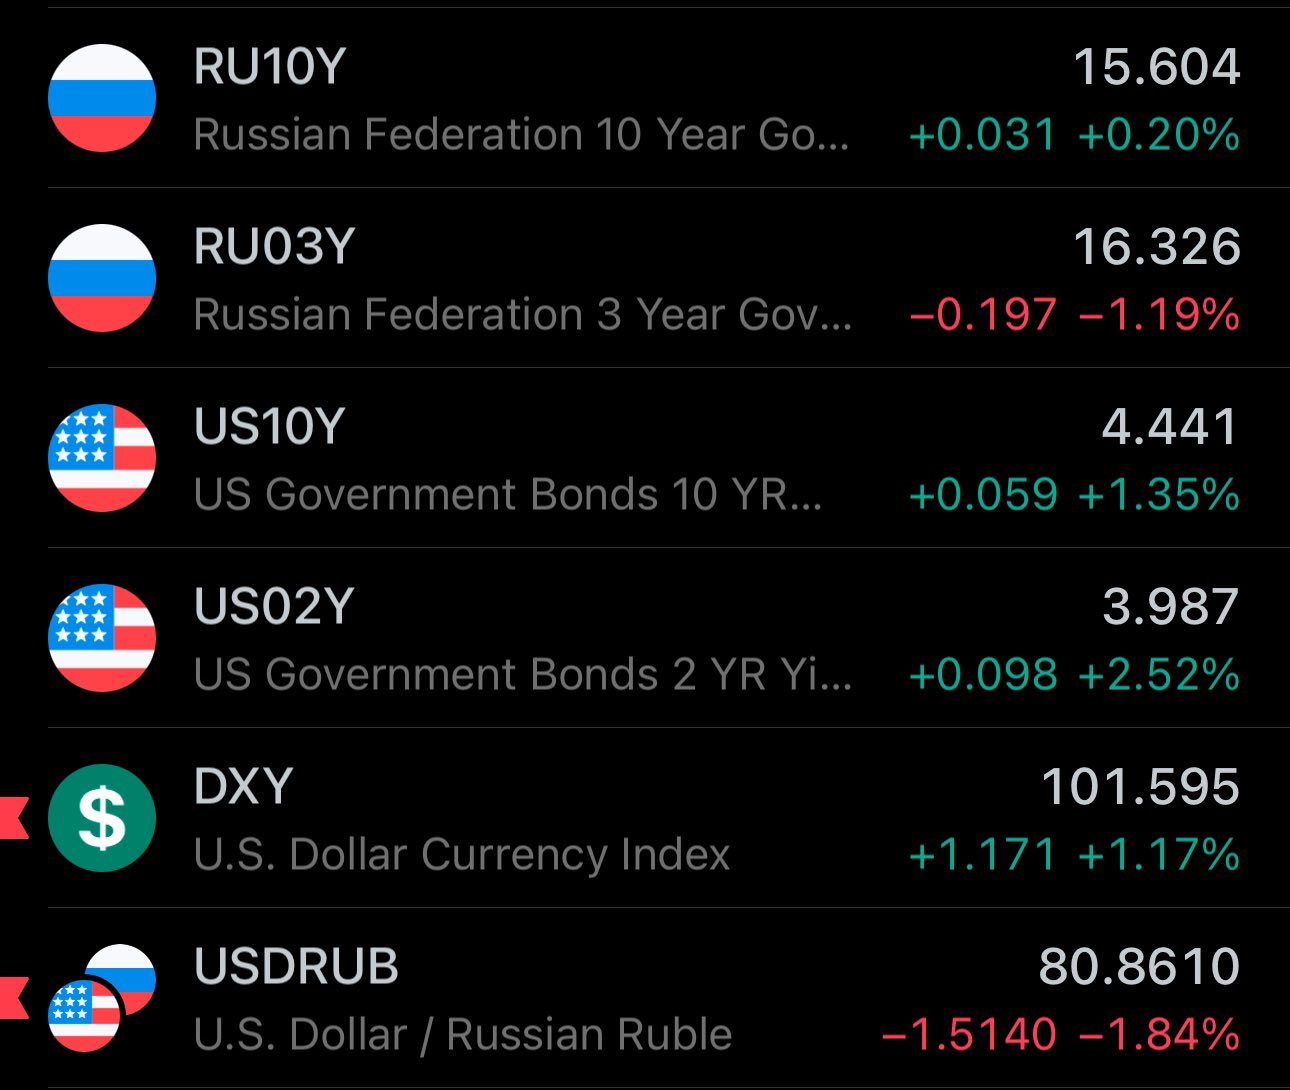 RU10Y 15.604
Russian Federation 10 Year Go... +0.031 +0.20%
RU03Y 16.326
Russian Federation 3 Year Gov... −0.197 −1.19%
US10Y 4.441
US Government Bonds 10 YR... +0.059 +1.35%
US02Y 3.987
US Government Bonds 2 YR Yi... +0.098 +2.52%
$ DXY 101.595
U.S. Dollar Currency Index +1.171 +1.17%
USDRUB 80.8610
U.S. Dollar / Russian Ruble −1.5140 −1.84%